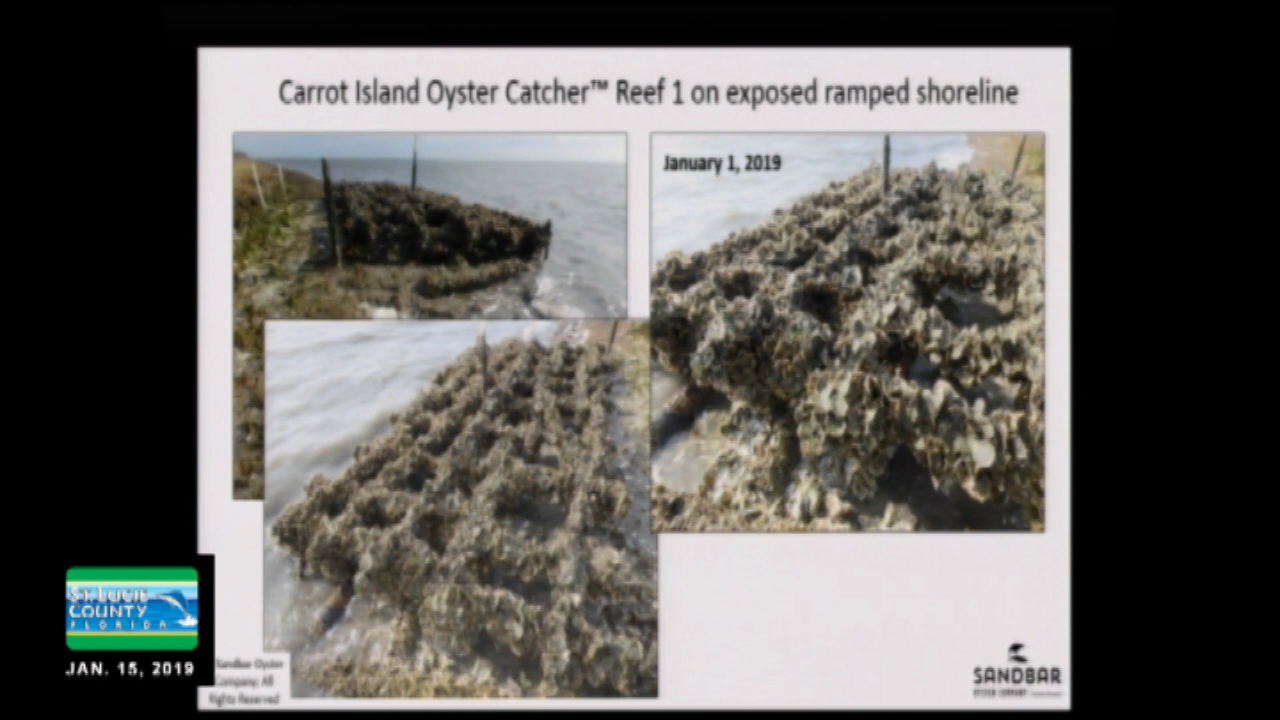 Carrot Island Oyster Catcher™ Reef 1 on exposed ramped shoreline
January 1, 2019
ST. LUCIE
COUNTY
FLORIDA
JAN. 15, 2019
Sandbar Oyster
Company; All
Rights Reserved
SANDBAR
OYSTER COMPANY